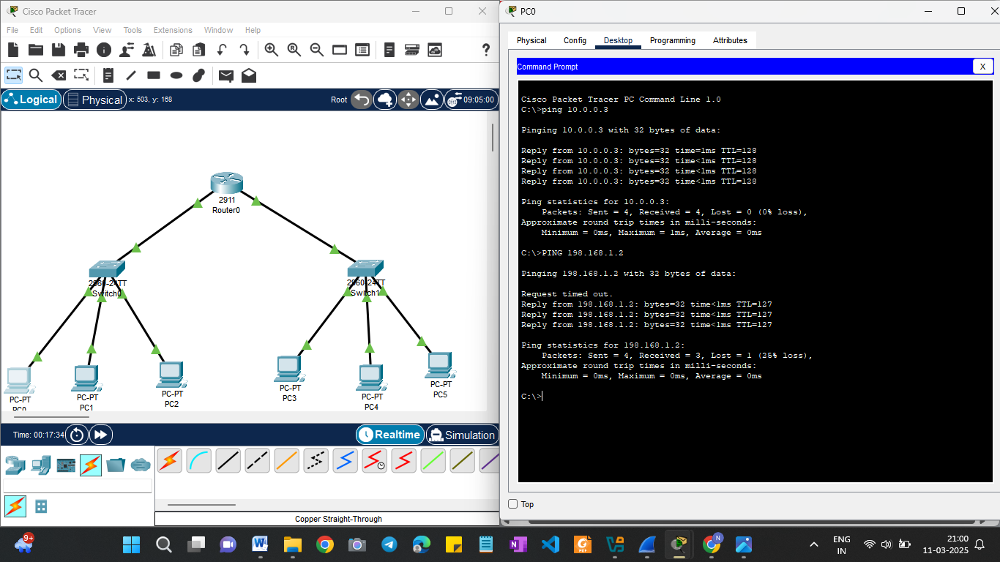 Cisco Packet Tracer
File Edit Options View Tools Extensions Window Help
Logical Physical x: 503, y: 168 Root 09:05:00
2911
Router0
2960-24TT
Switch0
2960-24TT
Switch1
PC-PT
PC0
PC-PT
PC1
PC-PT
PC2
PC-PT
PC3
PC-PT
PC4
PC-PT
PC5
Time: 00:17:34 Realtime Simulation
Copper Straight-Through
PC0
Physical Config Desktop Programming Attributes
Command Prompt X
Cisco Packet Tracer PC Command Line 1.0
C:\>ping 10.0.0.3
Pinging 10.0.0.3 with 32 bytes of data:
Reply from 10.0.0.3: bytes=32 time=1ms TTL=128
Reply from 10.0.0.3: bytes=32 time<1ms TTL=128
Reply from 10.0.0.3: bytes=32 time<1ms TTL=128
Reply from 10.0.0.3: bytes=32 time<1ms TTL=128
Ping statistics for 10.0.0.3:
Packets: Sent = 4, Received = 4, Lost = 0 (0% loss),
Approximate round trip times in milli-seconds:
Minimum = 0ms, Maximum = 1ms, Average = 0ms
C:\>PING 198.168.1.2
Pinging 198.168.1.2 with 32 bytes of data:
Request timed out.
Reply from 198.168.1.2: bytes=32 time<1ms TTL=127
Reply from 198.168.1.2: bytes=32 time<1ms TTL=127
Reply from 198.168.1.2: bytes=32 time<1ms TTL=127
Ping statistics for 198.168.1.2:
Packets: Sent = 4, Received = 3, Lost = 1 (25% loss),
Approximate round trip times in milli-seconds:
Minimum = 0ms, Maximum = 0ms, Average = 0ms
C:\>
Top
9+
ENG
IN
21:00
11-03-2025